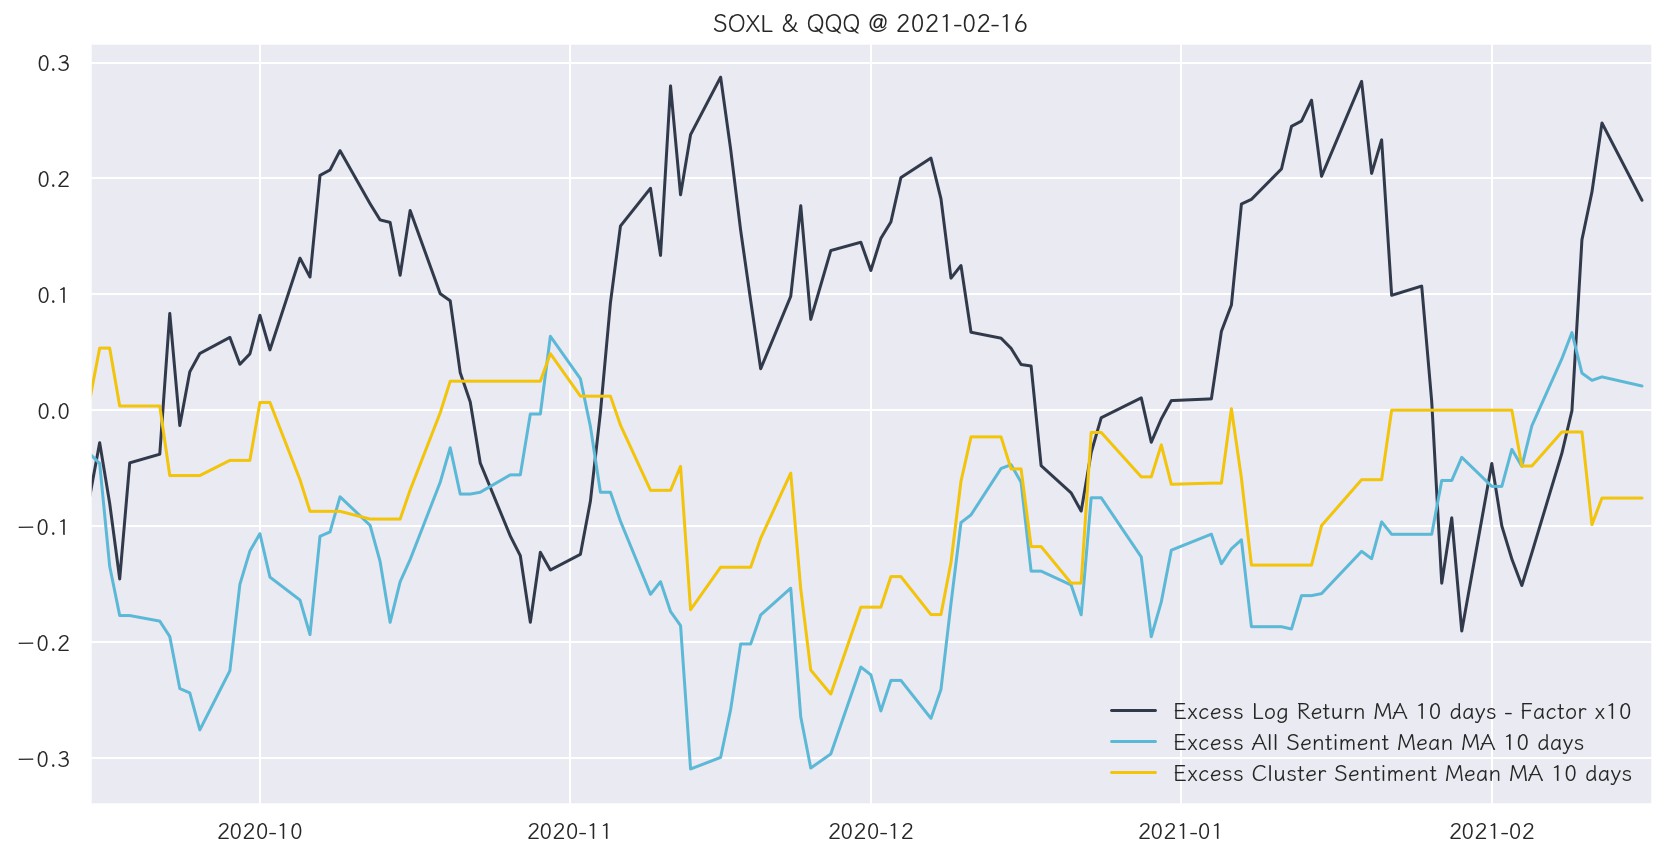 SOXL & QQQ @ 2021-02-16
0.3
0.2
0.1
0.0
−0.1
−0.2
−0.3
Excess Log Return MA 10 days - Factor x10
Excess All Sentiment Mean MA 10 days
Excess Cluster Sentiment Mean MA 10 days
2020-10 2020-11 2020-12 2021-01 2021-02